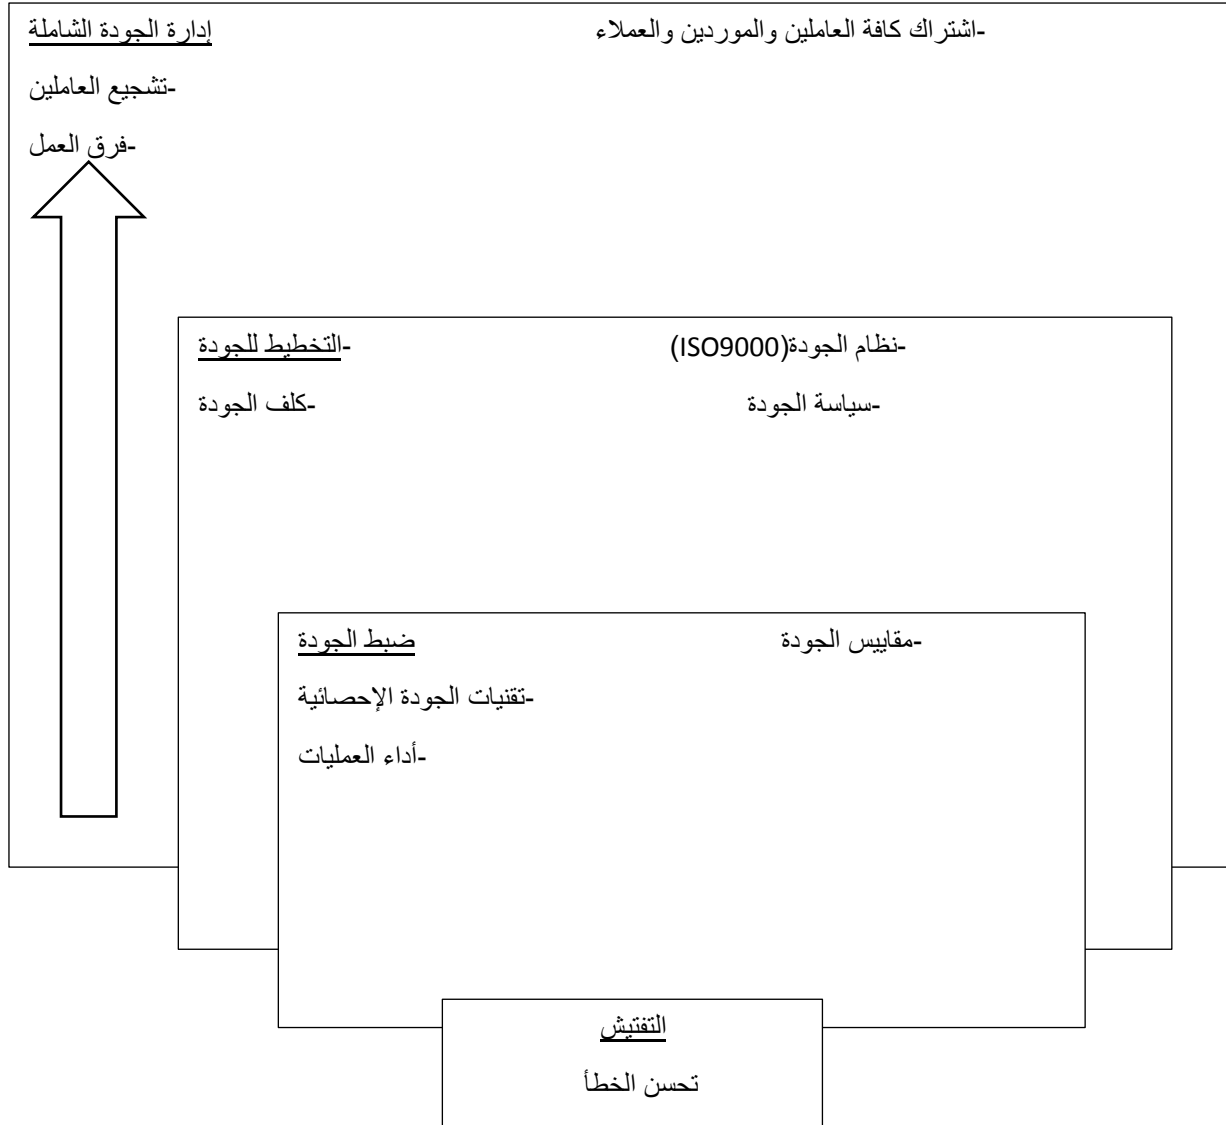 إدارة الجودة الشاملة
-اشتراك كافة العاملين والموردين والعملاء
-تشجيع العاملين
-فرق العمل
-التخطيط للجودة
-نظام الجودة(ISO9000)
-كلف الجودة
-سياسة الجودة
ضبط الجودة
-مقاييس الجودة
-تقنيات الجودة الإحصائية
-أداء العمليات
التفتيش
تحسن الخطأ